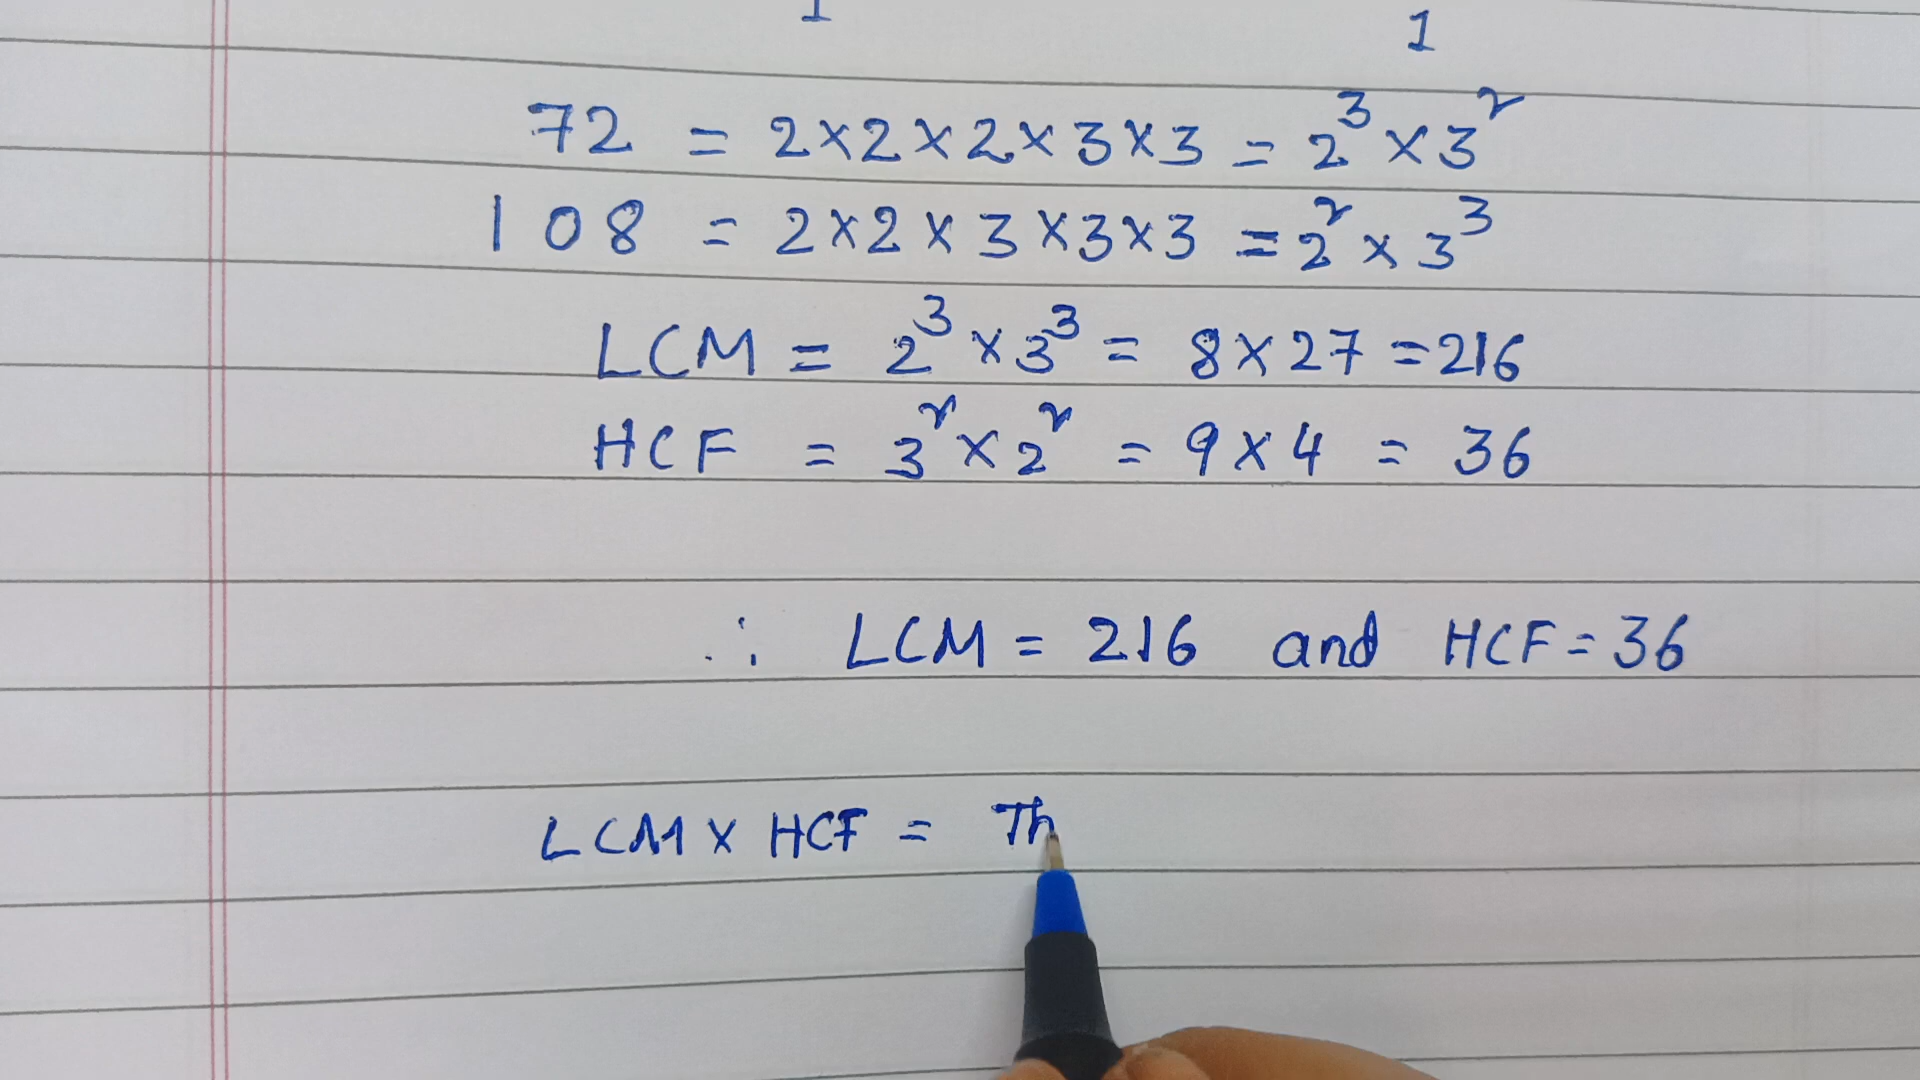 1 1
72 = 2×2×2×3×3 = 2³×3²
108 = 2×2×3×3×3 = 2²×3³
LCM = 2³×3³ = 8×27 = 216
HCF = 3²×2² = 9×4 = 36
∴ LCM = 216 and HCF = 36
LCM × HCF = Th